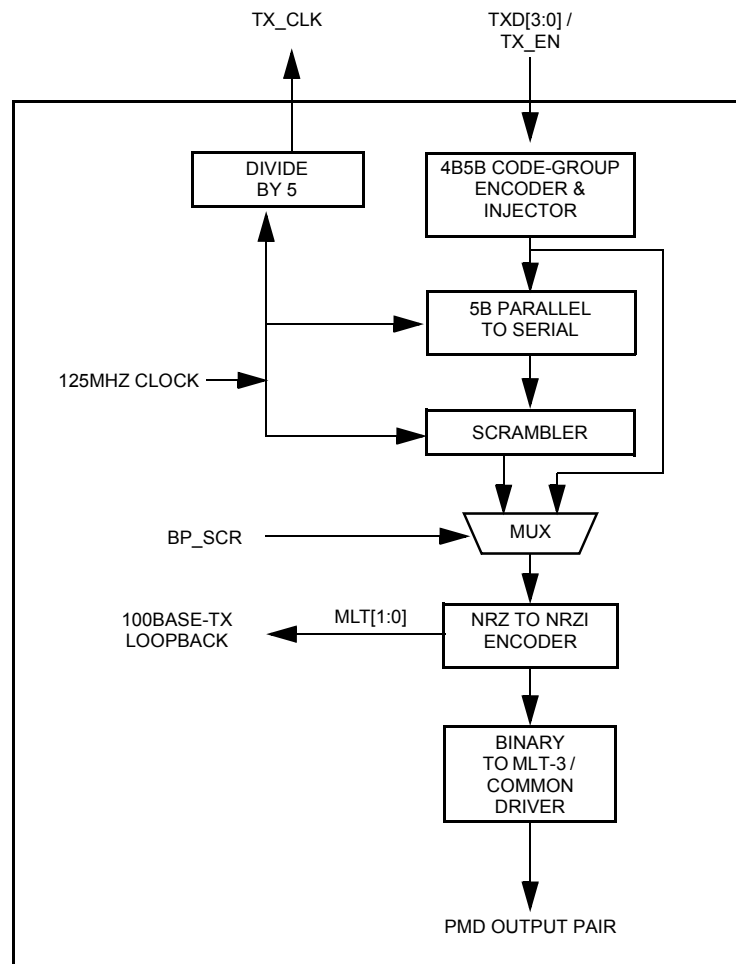 TX_CLK
TXD[3:0] /
TX_EN
DIVIDE
BY 5
4B5B CODE-GROUP
ENCODER &
INJECTOR
5B PARALLEL
TO SERIAL
125MHZ CLOCK
SCRAMBLER
BP_SCR
MUX
100BASE-TX
LOOPBACK
MLT[1:0]
NRZ TO NRZI
ENCODER
BINARY
TO MLT-3 /
COMMON
DRIVER
PMD OUTPUT PAIR